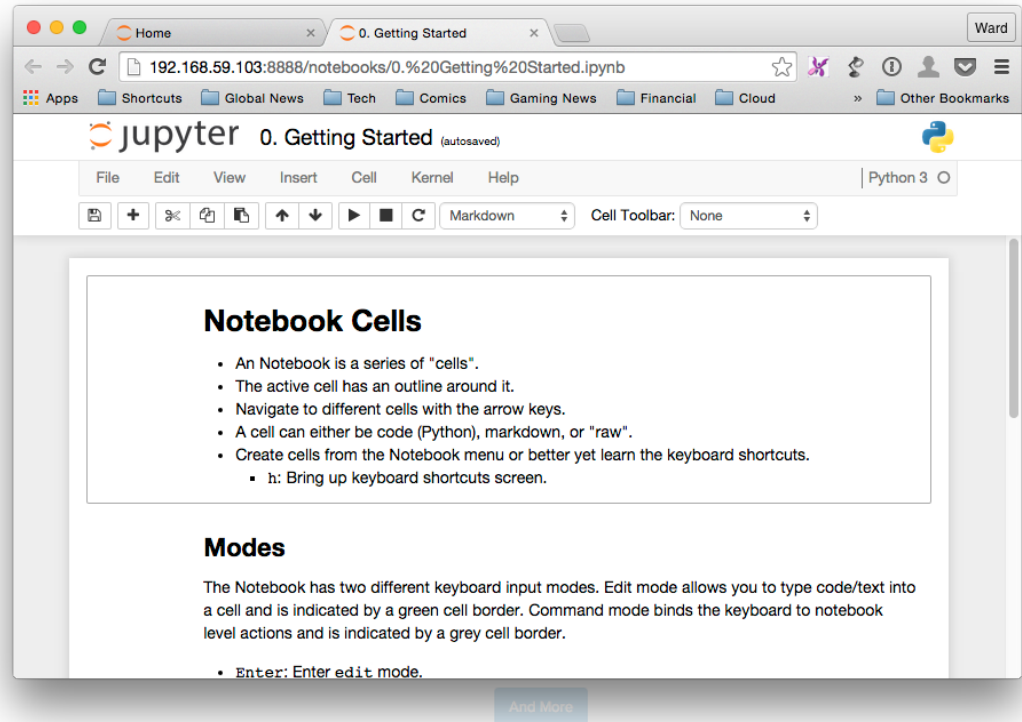 Home
0. Getting Started
Ward
192.168.59.103:8888/notebooks/0.%20Getting%20Started.ipynb
Apps Shortcuts Global News Tech Comics Gaming News Financial Cloud » Other Bookmarks
jupyter 0. Getting Started (autosaved)
File Edit View Insert Cell Kernel Help Python 3
Markdown Cell Toolbar: None
Notebook Cells
• An Notebook is a series of "cells".
• The active cell has an outline around it.
• Navigate to different cells with the arrow keys.
• A cell can either be code (Python), markdown, or "raw".
• Create cells from the Notebook menu or better yet learn the keyboard shortcuts.
▪ h: Bring up keyboard shortcuts screen.
Modes
The Notebook has two different keyboard input modes. Edit mode allows you to type code/text into
a cell and is indicated by a green cell border. Command mode binds the keyboard to notebook
level actions and is indicated by a grey cell border.
• Enter: Enter edit mode.
And More